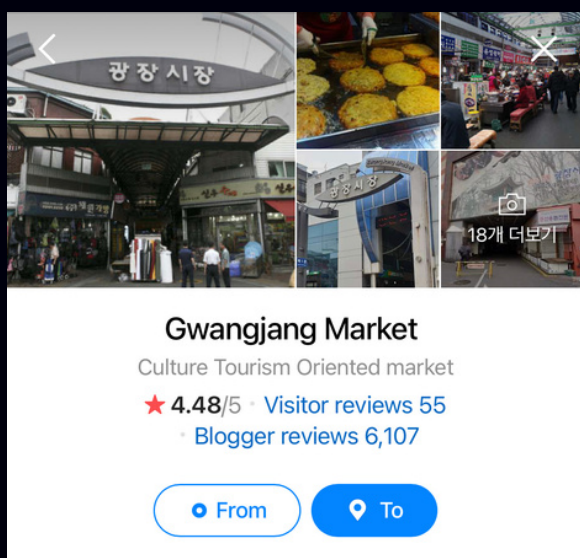 광장시장
광장시장
18개 더보기
Gwangjang Market
Culture Tourism Oriented market
4.48/5 · Visitor reviews 55
· Blogger reviews 6,107
From
To